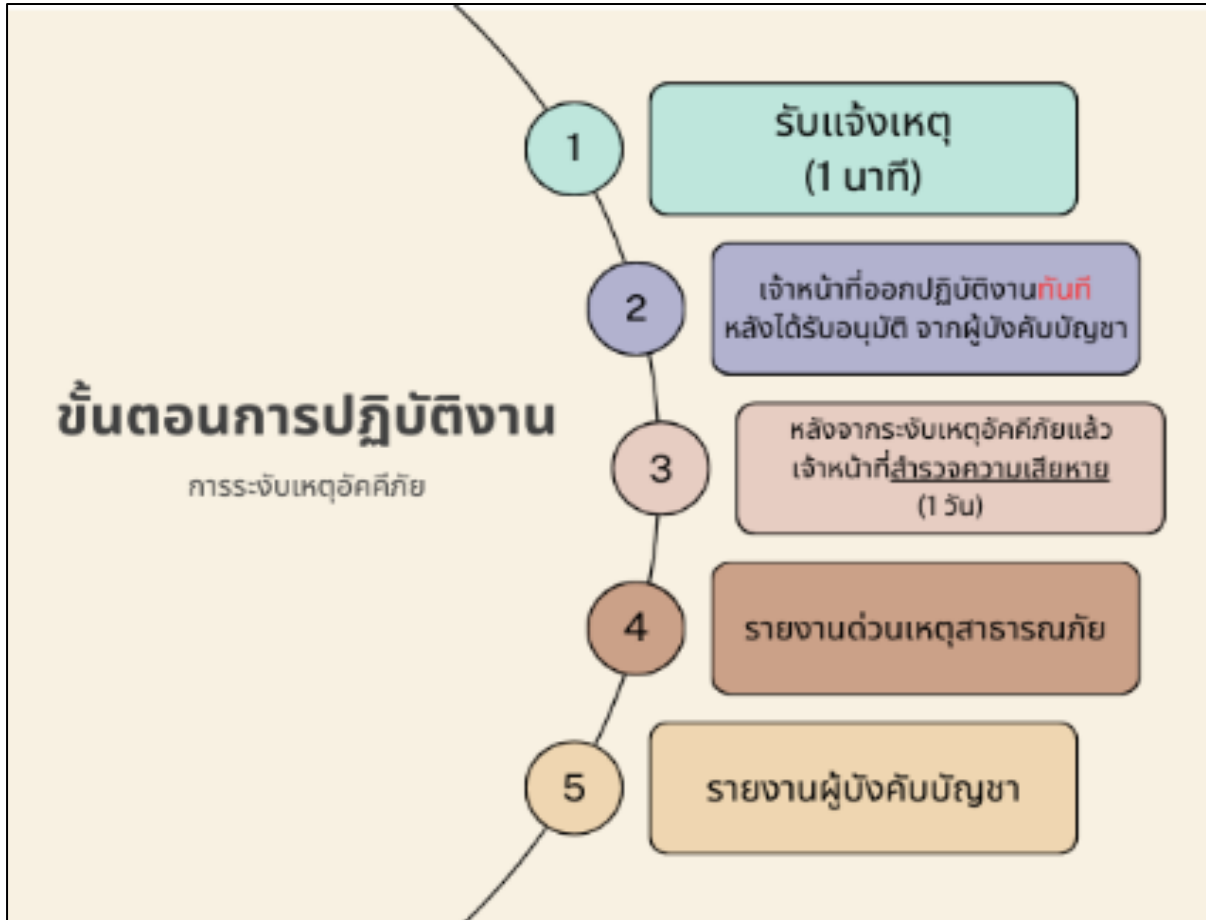 ขั้นตอนการปฏิบัติงาน
การระงับเหตุอัคคีภัย
1
รับแจ้งเหตุ
(1 นาที)
2
เจ้าหน้าที่ออกปฏิบัติงานทันที
หลังได้รับอนุมัติ จากผู้บังคับบัญชา
3
หลังจากระงับเหตุอัคคีภัยแล้ว
เจ้าหน้าที่สำรวจความเสียหาย
(1 วัน)
4
รายงานด่วนเหตุสาธารณภัย
5
รายงานผู้บังคับบัญชา